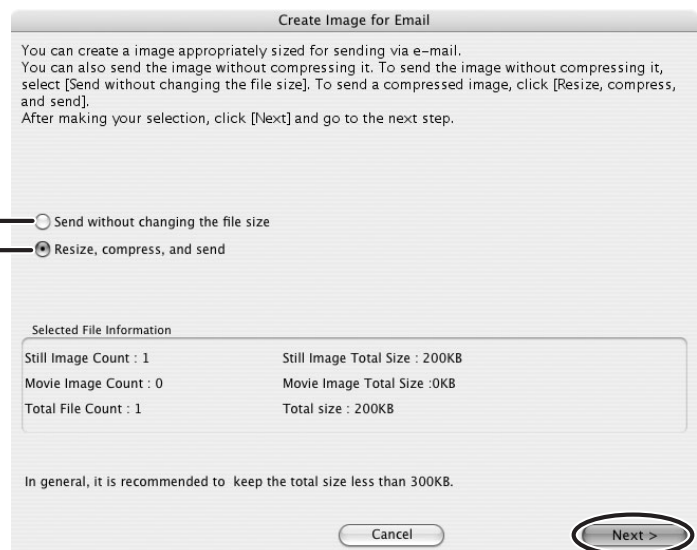 Create Image for Email
You can create a image appropriately sized for sending via e-mail.
You can also send the image without compressing it. To send the image without compressing it,
select [Send without changing the file size]. To send a compressed image, click [Resize, compress,
and send].
After making your selection, click [Next] and go to the next step.
Send without changing the file size
Resize, compress, and send
Selected File Information
Still Image Count : 1 Still Image Total Size : 200KB
Movie Image Count : 0 Movie Image Total Size :0KB
Total File Count : 1 Total size : 200KB
In general, it is recommended to keep the total size less than 300KB.
Cancel Next >